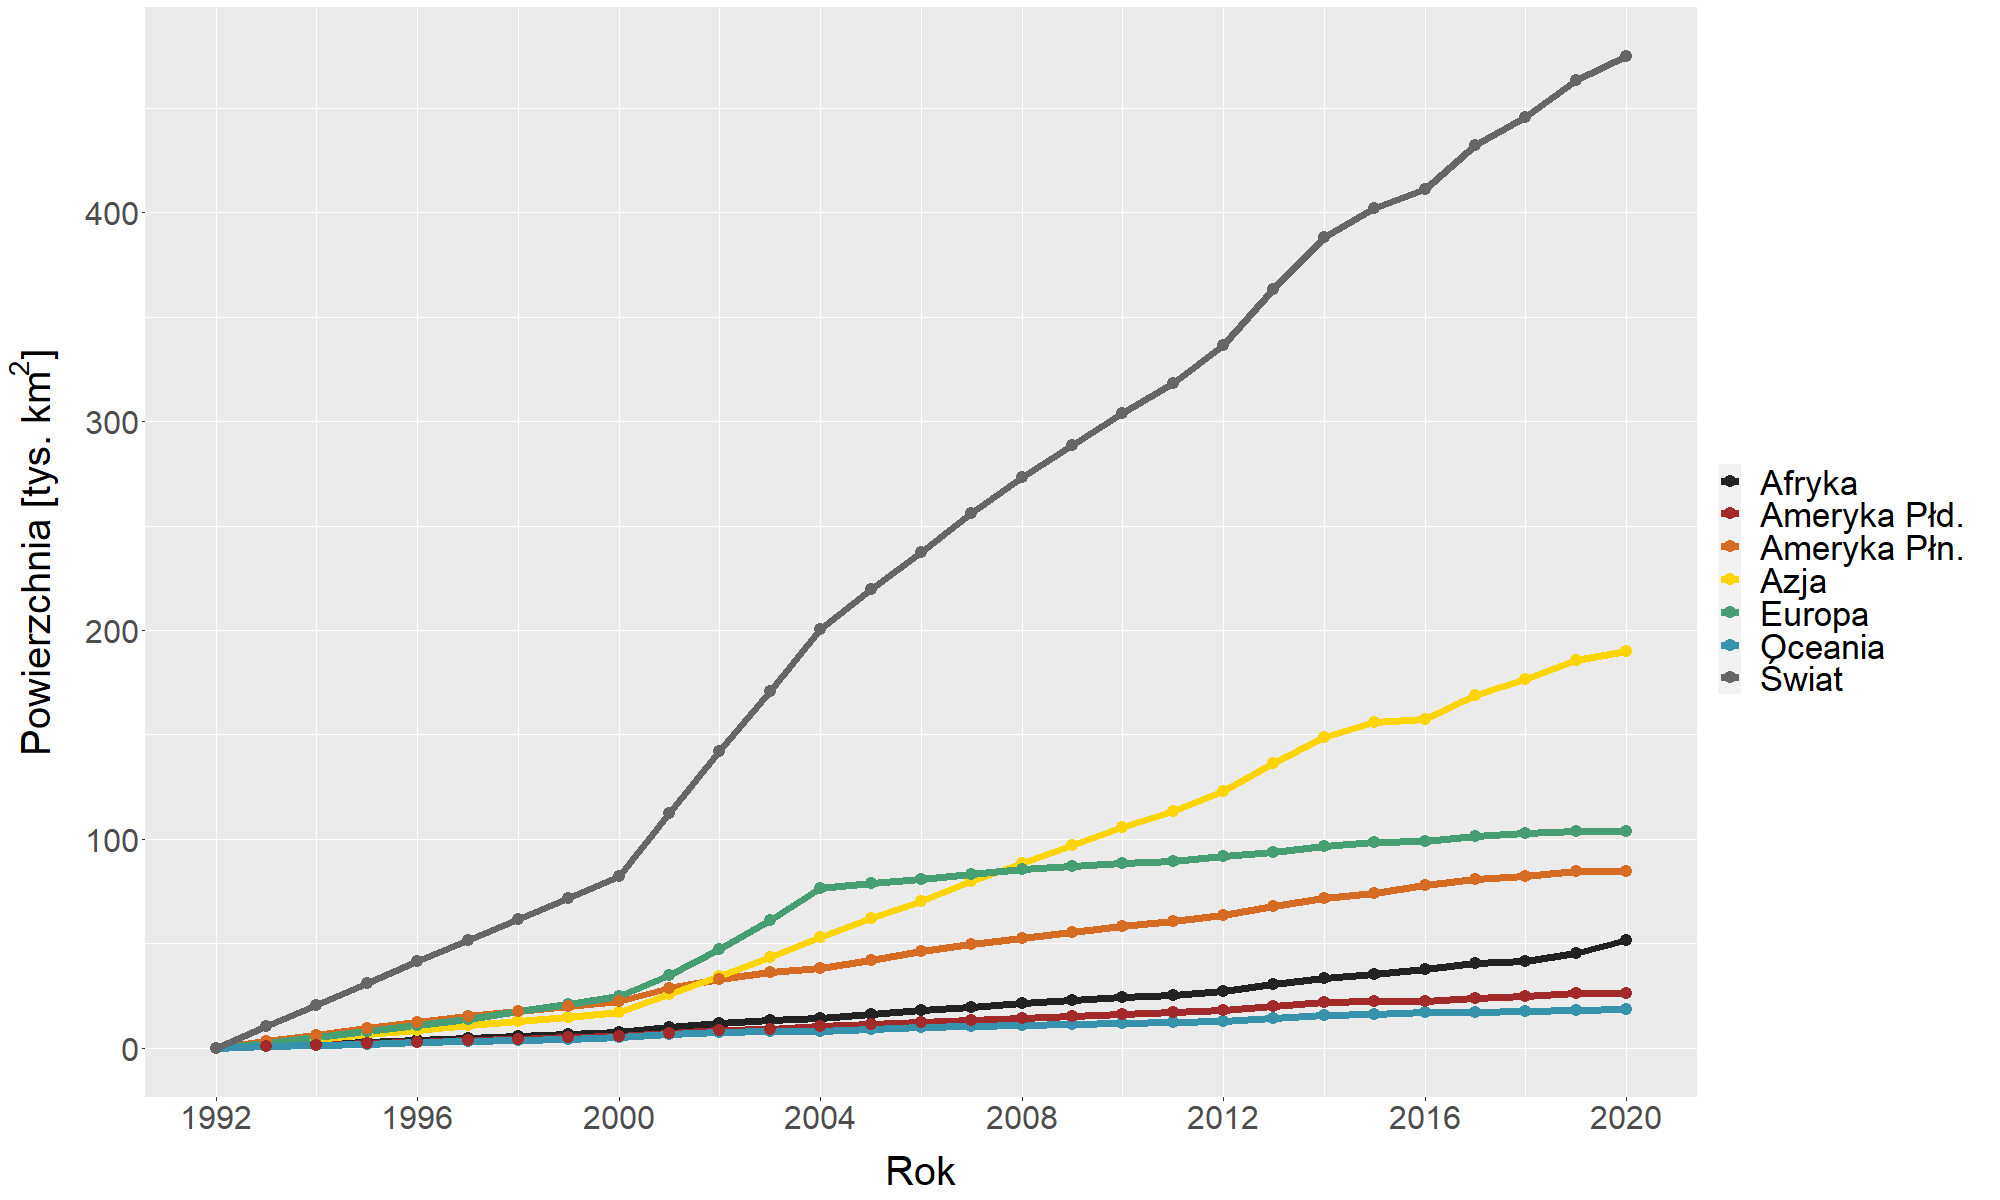 Powierzchnia [tys. km²]
400
300
200
100
0
1992 1996 2000 2004 2008 2012 2016 2020
Rok
Afryka
Ameryka Płd.
Ameryka Płn.
Azja
Europa
Oceania
Świat